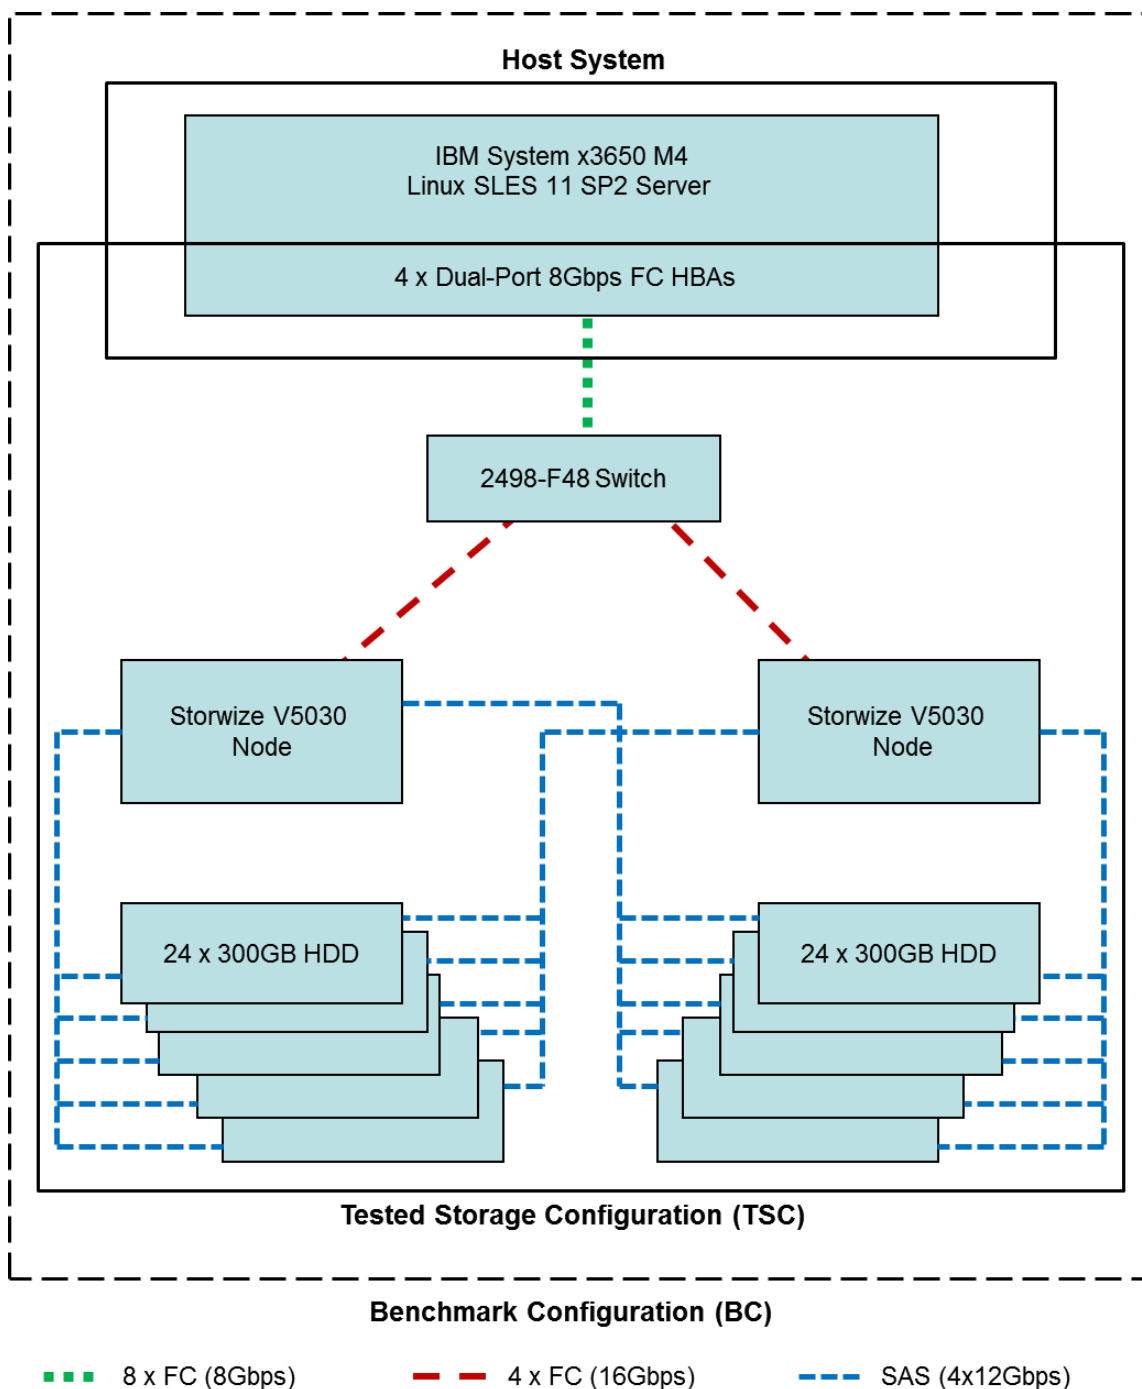 Host System
IBM System x3650 M4
Linux SLES 11 SP2 Server
4 x Dual-Port 8Gbps FC HBAs
2498-F48 Switch
Storwize V5030
Node
Storwize V5030
Node
24 x 300GB HDD
24 x 300GB HDD
Tested Storage Configuration (TSC)
Benchmark Configuration (BC)
8 x FC (8Gbps)
4 x FC (16Gbps)
SAS (4x12Gbps)